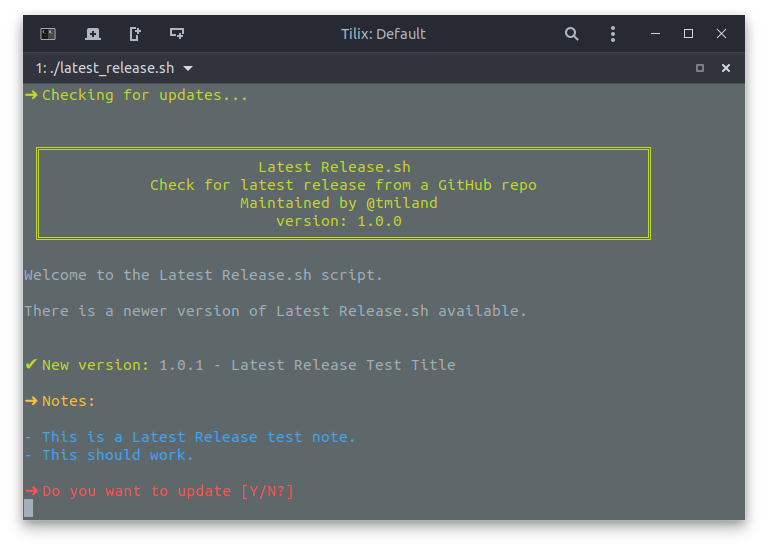 Tilix: Default
1: ./latest_release.sh
➜ Checking for updates...
Latest Release.sh
Check for latest release from a GitHub repo
Maintained by @tmiland
version: 1.0.0
Welcome to the Latest Release.sh script.
There is a newer version of Latest Release.sh available.
✔ New version: 1.0.1 - Latest Release Test Title
➜ Notes:
- This is a Latest Release test note.
- This should work.
➜ Do you want to update [Y/N?]